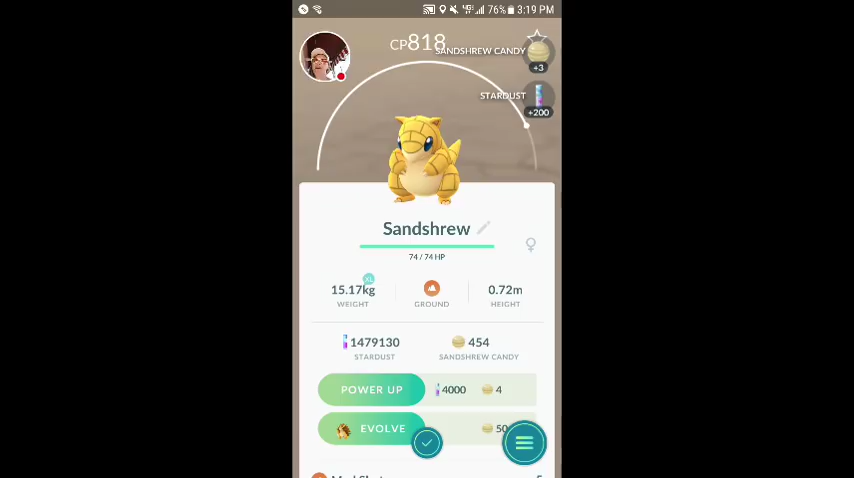 76% 3:19 PM
CP818
SANDSHREW CANDY
+3
STARDUST
+200
Sandshrew
74 / 74 HP
XL
15.17kg
WEIGHT
GROUND
0.72m
HEIGHT
1479130
STARDUST
454
SANDSHREW CANDY
POWER UP 4000 4
EVOLVE 50